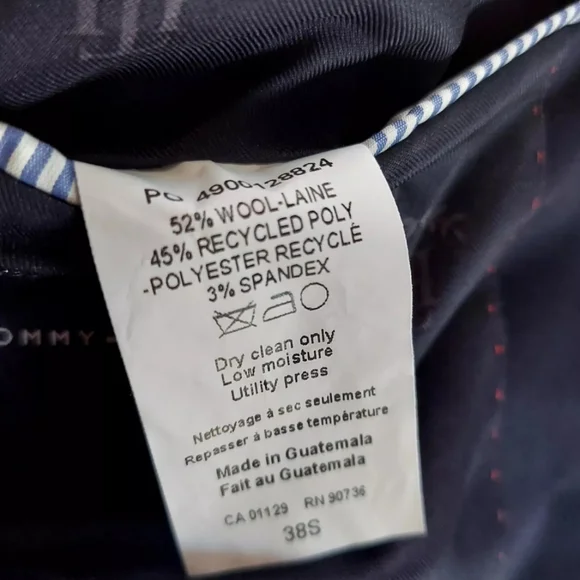 PO 4900128824
52% WOOL-LAINE
45% RECYCLED POLY
-POLYESTER RECYCLÉ
3% SPANDEX
Dry clean only
Low moisture
Utility press
Nettoyage à sec seulement
Repasser à basse température
Made in Guatemala
Fait au Guatemala
CA 01129 RN 90736
38S
OMMY